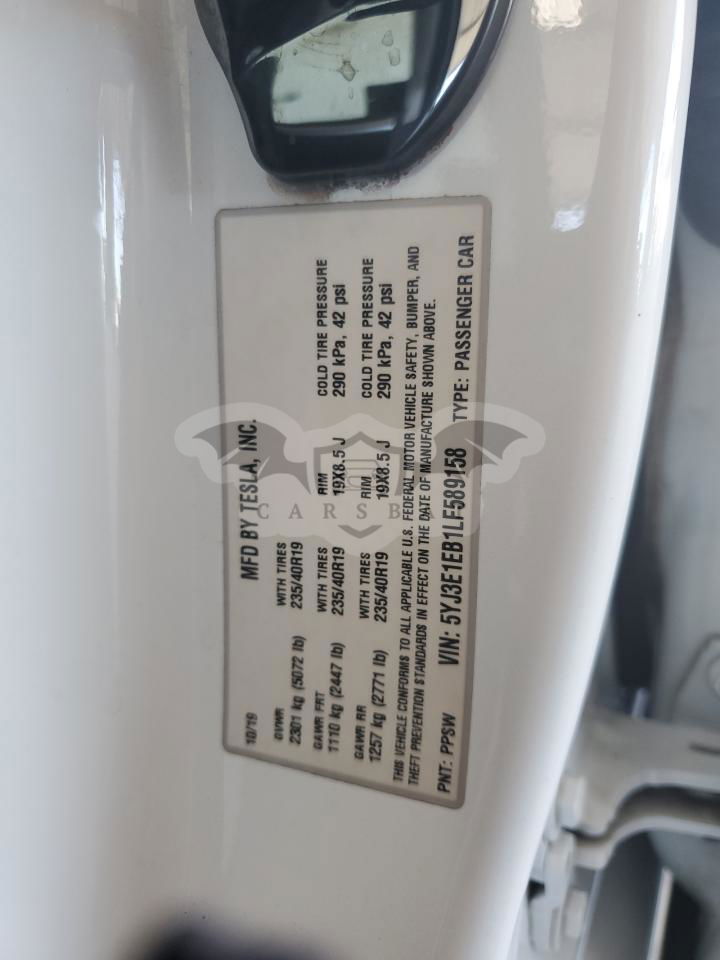 10/19 MFD BY TESLA, INC.
GVWR WITH TIRES RIM COLD TIRE PRESSURE
2301 kg (5072 lb) 235/40R19 19X8.5 J 290 kPa, 42 psi
GAWR FRT WITH TIRES RIM COLD TIRE PRESSURE
1110 kg (2447 lb) 235/40R19 19X8.5 J 290 kPa, 42 psi
GAWR RR
1257 kg (2771 lb) 235/40R19
THIS VEHICLE CONFORMS TO ALL APPLICABLE U.S. FEDERAL MOTOR VEHICLE SAFETY, BUMPER, AND
THEFT PREVENTION STANDARDS IN EFFECT ON THE DATE OF MANUFACTURE SHOWN ABOVE.
PNT: PPSW VIN: 5YJ3E1EB1LF589158 TYPE: PASSENGER CAR